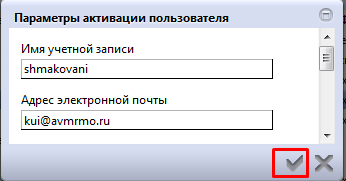 Параметры активации пользователя
Имя учетной записи
shmakovani
Адрес электронной почты
kui@avmrmo.ru